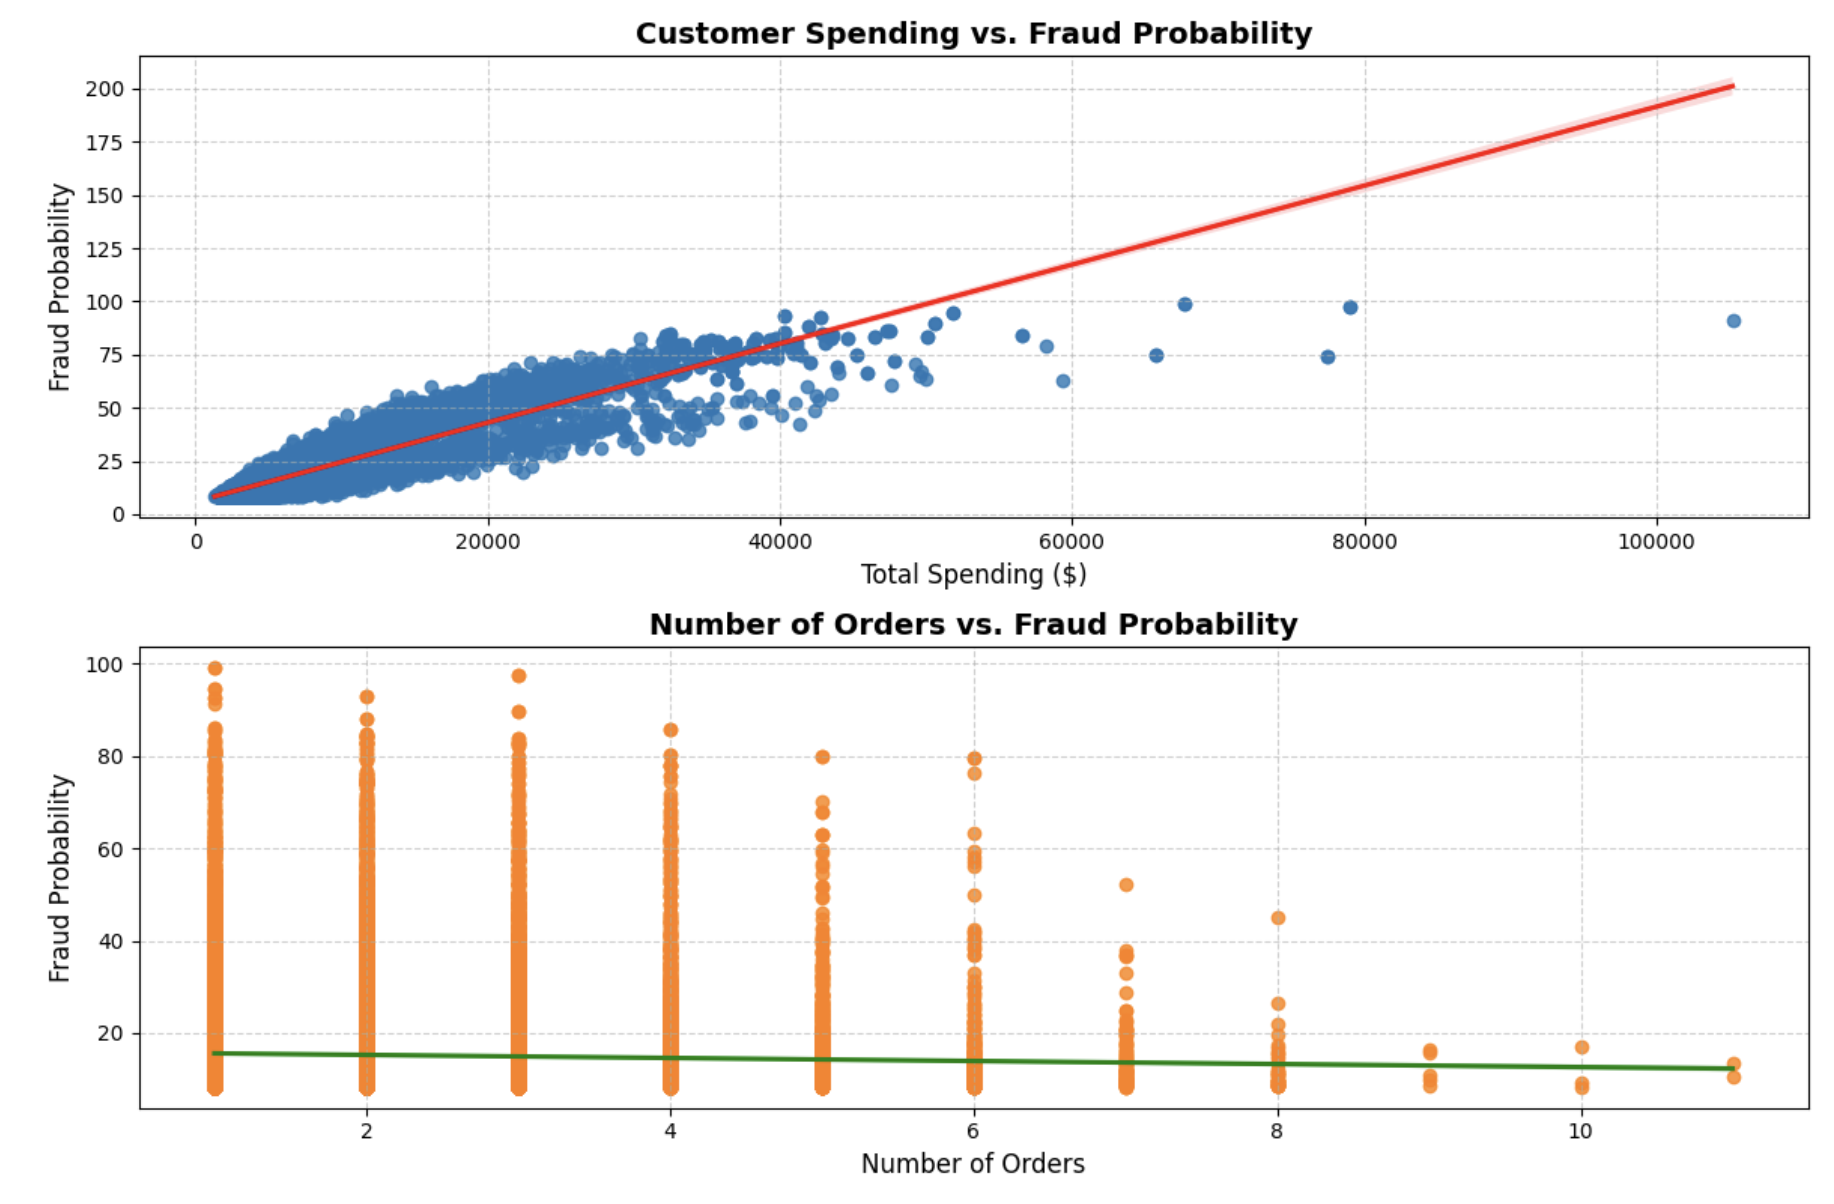 Customer Spending vs. Fraud Probability
200
175
150
125
100
75
50
25
0
Fraud Probability
0 20000 40000 60000 80000 100000
Total Spending ($)
Number of Orders vs. Fraud Probability
100
80
60
40
20
Fraud Probability
2 4 6 8 10
Number of Orders